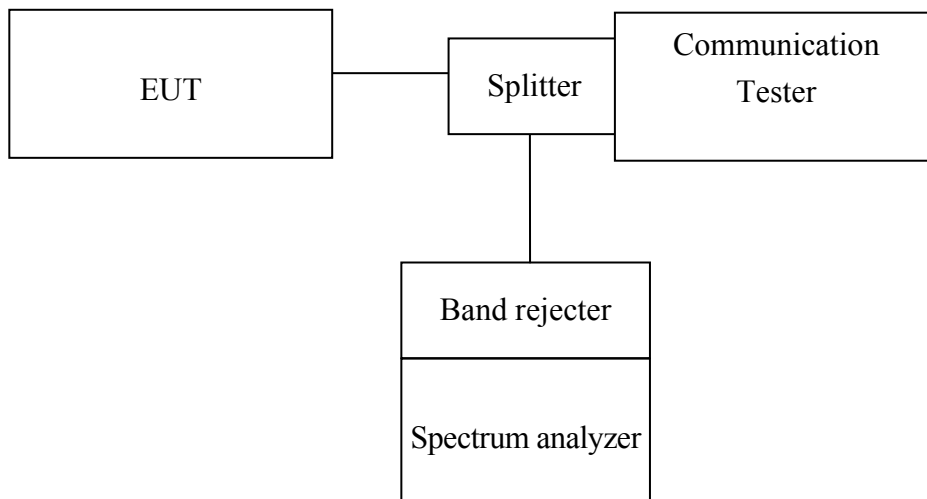 EUT
Splitter
Communication
Tester
Band rejecter
Spectrum analyzer